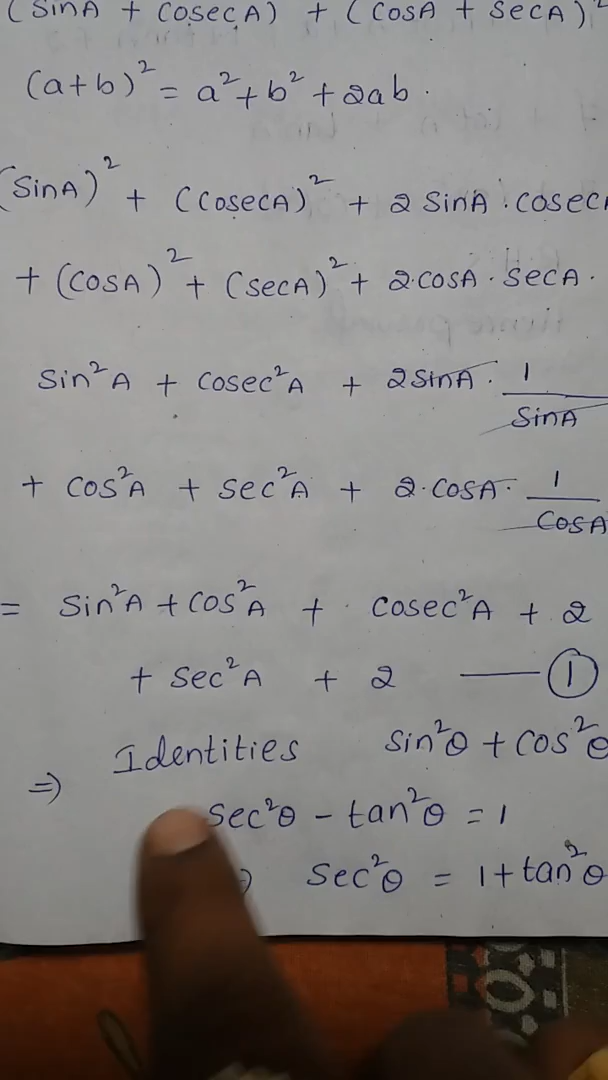 (SinA + CosecA) + (CosA + SecA)²
(a+b)² = a² + b² + 2ab.
(SinA)² + (CosecA)² + 2 SinA . Cosec
+ (CosA)² + (SecA)² + 2.CosA . SecA.
Sin²A + Cosec²A + 2SinA . 1/SinA
+ Cos²A + Sec²A + 2.CosA. 1/CosA
= Sin²A + Cos²A + Cosec²A + 2
+ Sec²A + 2 —— ①
⇒ Identities Sin²θ + Cos²θ
Sec²θ - tan²θ = 1
Sec²θ = 1 + tan²θ